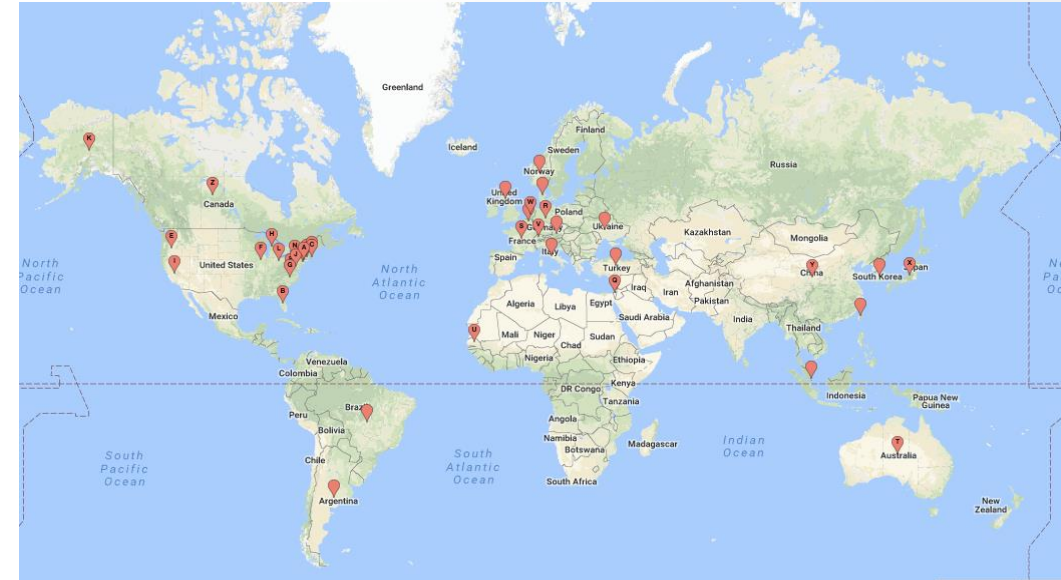 Greenland
Iceland
Finland
Sweden
Norway
Russia
K
Z
Canada
United
Kingdom
W
R
Poland
E
H
S
V
Germany
Ukraine
France
F
L
N
J
A
C
I
G
United States
Italy
Spain
Kazakhstan
Mongolia
Turkey
Y
China
X
Japan
South Korea
North
Pacific
Ocean
North
Atlantic
Ocean
B
Q
Iraq
Iran
Afghanistan
Pakistan
Algeria
Libya
Egypt
Saudi Arabia
India
Mexico
U
Mali
Niger
Chad
Sudan
Thailand
Nigeria
Ethiopia
Venezuela
Colombia
DR Congo
Kenya
Tanzania
Indonesia
Papua New
Guinea
Brazil
Peru
Bolivia
Angola
Namibia
Botswana
Madagascar
Indian
Ocean
T
Australia
Chile
South
Pacific
Ocean
South
Atlantic
Ocean
South Africa
Argentina
New
Zealand